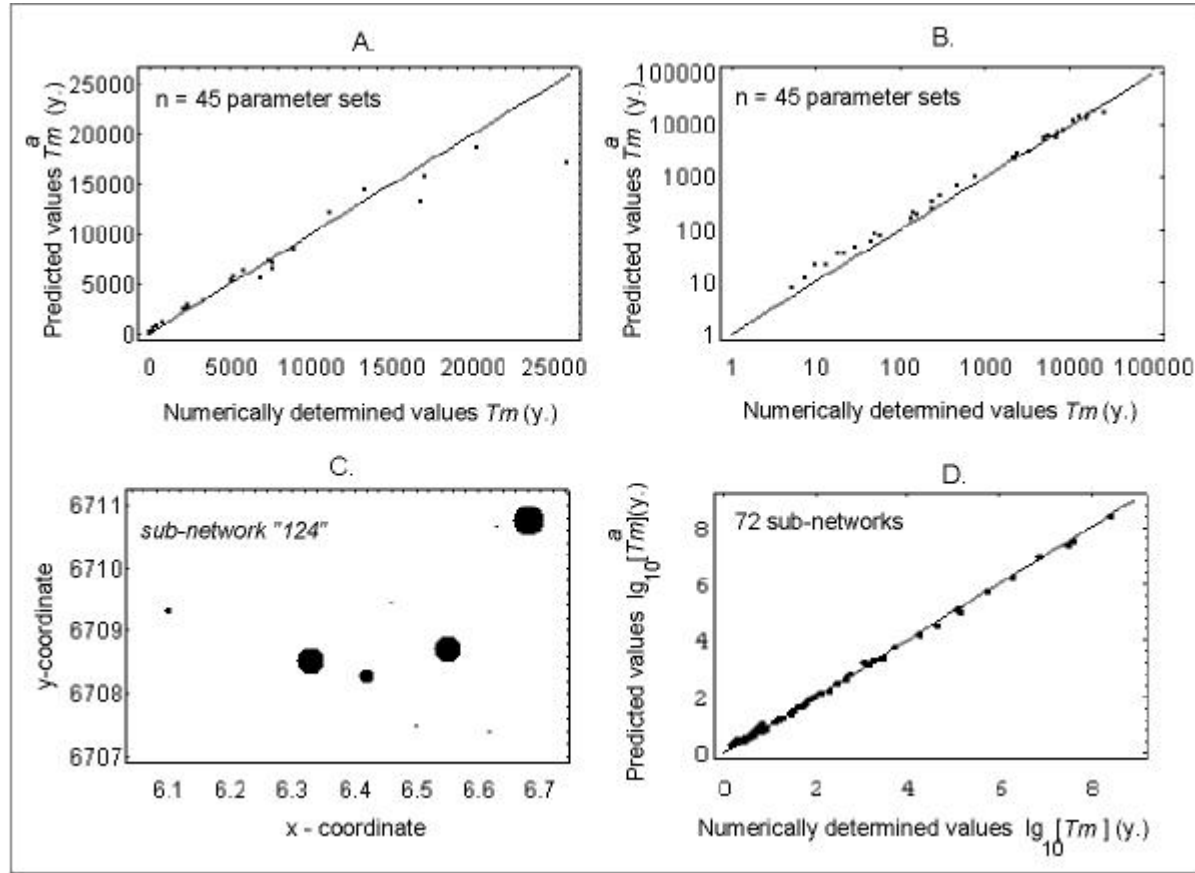 A.
n = 45 parameter sets
25000
20000
15000
10000
5000
0
0 5000 10000 15000 20000 25000
Predicted values Tm (y.)
a
Numerically determined values Tm (y.)
B.
n = 45 parameter sets
100000
10000
1000
100
10
1
1 10 100 1000 10000 100000
Predicted values Tm (y.)
a
Numerically determined values Tm (y.)
C.
sub-network "124"
6711
6710
6709
6708
6707
6.1 6.2 6.3 6.4 6.5 6.6 6.7
y-coordinate
x - coordinate
D.
72 sub-networks
8
6
4
2
0
0 2 4 6 8
Predicted values lg10[Tm](y.)
a
Numerically determined values lg10[Tm ] (y.)